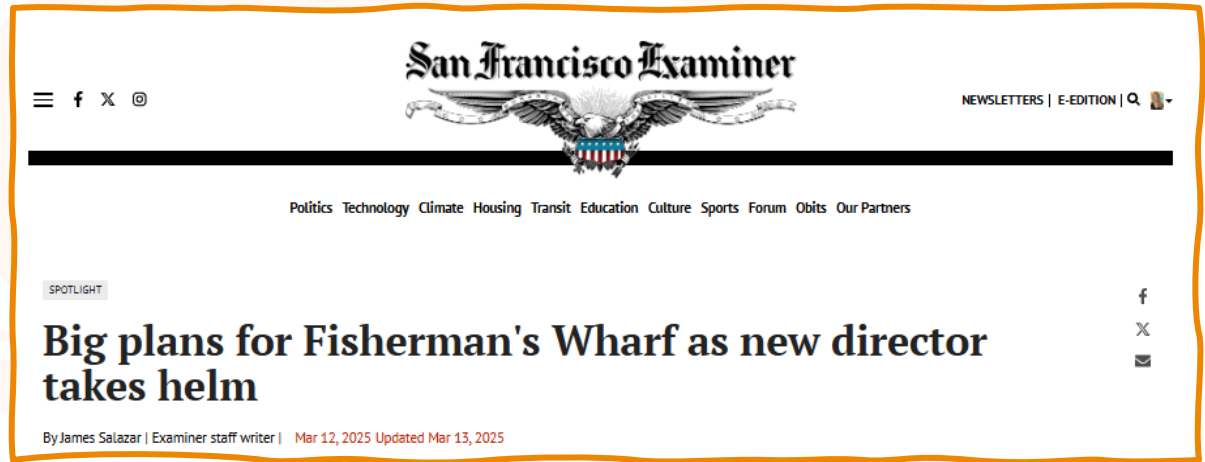 San Francisco Examiner
NEWSLETTERS | E-EDITION |
Politics Technology Climate Housing Transit Education Culture Sports Forum Obits Our Partners
SPOTLIGHT
Big plans for Fisherman's Wharf as new director
takes helm
By James Salazar | Examiner staff writer | Mar 12, 2025 Updated Mar 13, 2025